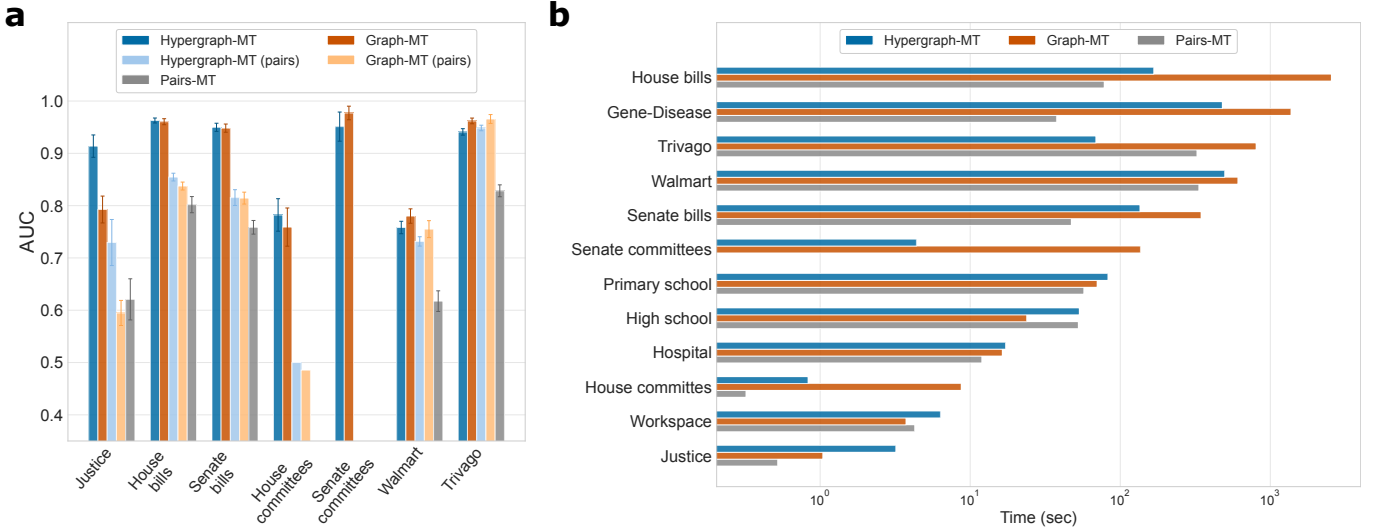 a
Hypergraph-MT
Hypergraph-MT (pairs)
Pairs-MT
Graph-MT
Graph-MT (pairs)
AUC
1.0
0.9
0.8
0.7
0.6
0.5
0.4
Justice
House
bills
Senate
bills
House
committees
Senate
committees
Walmart
Trivago
b
Hypergraph-MT
Graph-MT
Pairs-MT
House bills
Gene-Disease
Trivago
Walmart
Senate bills
Senate committees
Primary school
High school
Hospital
House committes
Workspace
Justice
10⁰
10¹
10²
10³
Time (sec)